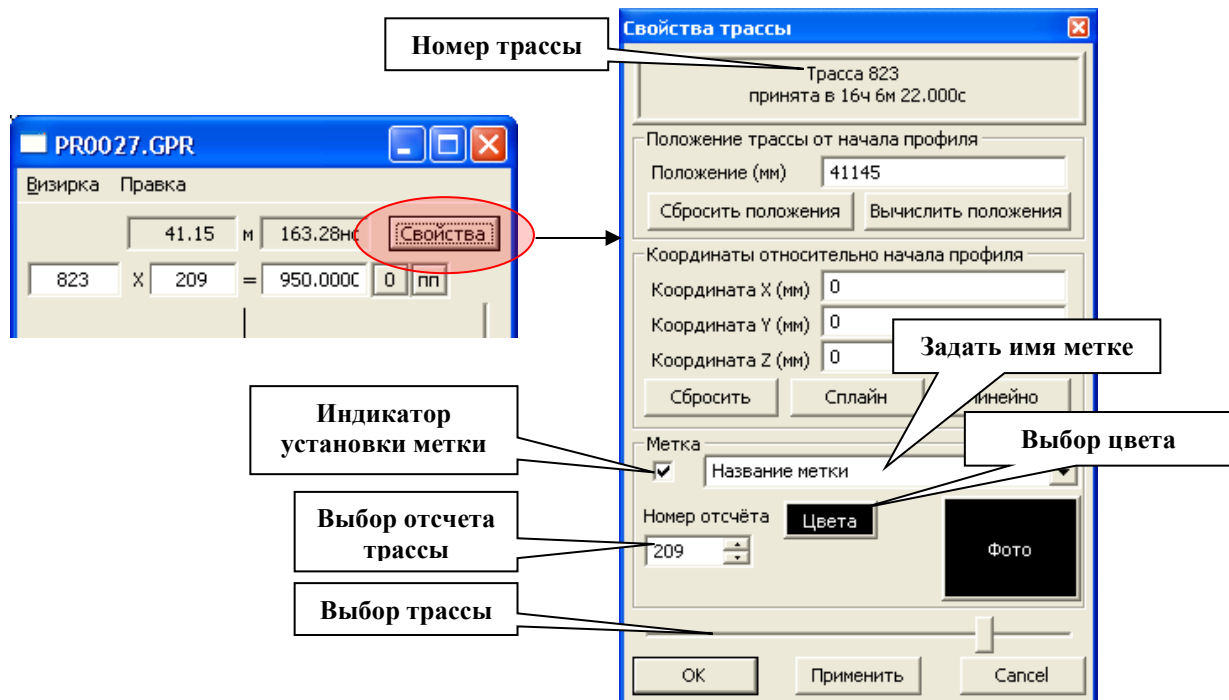 Номер трассы
PR0027.GPR
Визирка Правка
41.15 м 163.28нс Свойства
823 X 209 = 950.0000 0 пп
Свойства трассы
Трасса 823
принята в 16ч 6м 22.000с
Положение трассы от начала профиля
Положение (мм) 41145
Сбросить положения Вычислить положения
Координаты относительно начала профиля
Координата X (мм) 0
Координата Y (мм) 0
Координата Z (мм) 0
Задать имя метке
Сбросить Сплайн Линейно
Индикатор
установки метки
Метка
Название метки
Выбор цвета
Выбор отсчета
трассы
Номер отсчёта Цвета
209
Фото
Выбор трассы
OK Применить Cancel